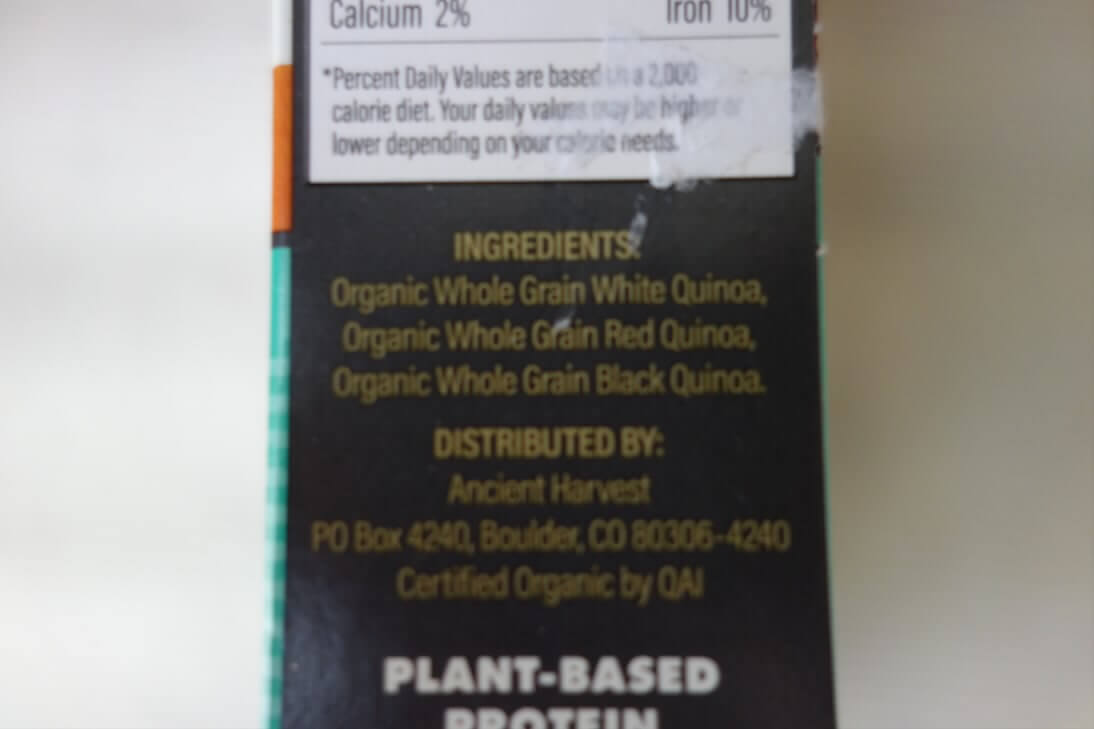 Calcium 2% Iron 10%
*Percent Daily Values are based on a 2,000
calorie diet. Your daily values may be higher or
lower depending on your calorie needs.
INGREDIENTS:
Organic Whole Grain White Quinoa,
Organic Whole Grain Red Quinoa,
Organic Whole Grain Black Quinoa.
DISTRIBUTED BY:
Ancient Harvest
PO Box 4240, Boulder, CO 80306-4240
Certified Organic by QAI
PLANT-BASED
PROTEIN